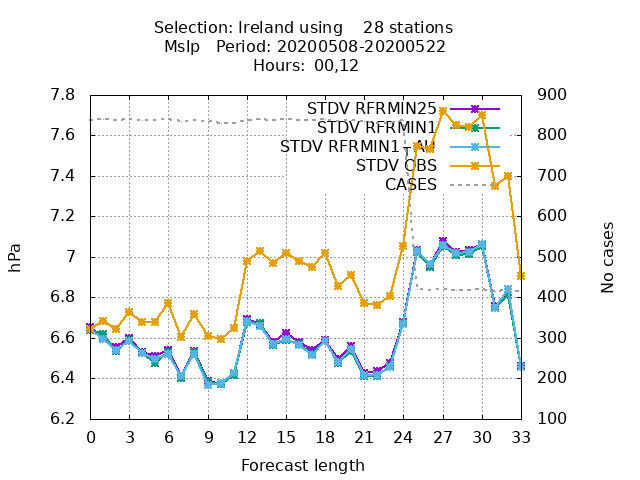 Selection: Ireland using    28 stations
Mslp   Period: 20200508-20200522
Hours:  00,12
7.8
7.6
7.4
7.2
7
6.8
6.6
6.4
6.2
900
800
700
600
500
400
300
200
100
STDV RFRMIN25
STDV RFRMIN1
STDV OBS
CASES
hPa
No cases
0 3 6 9 12 15 18 21 24 27 30 33
Forecast length